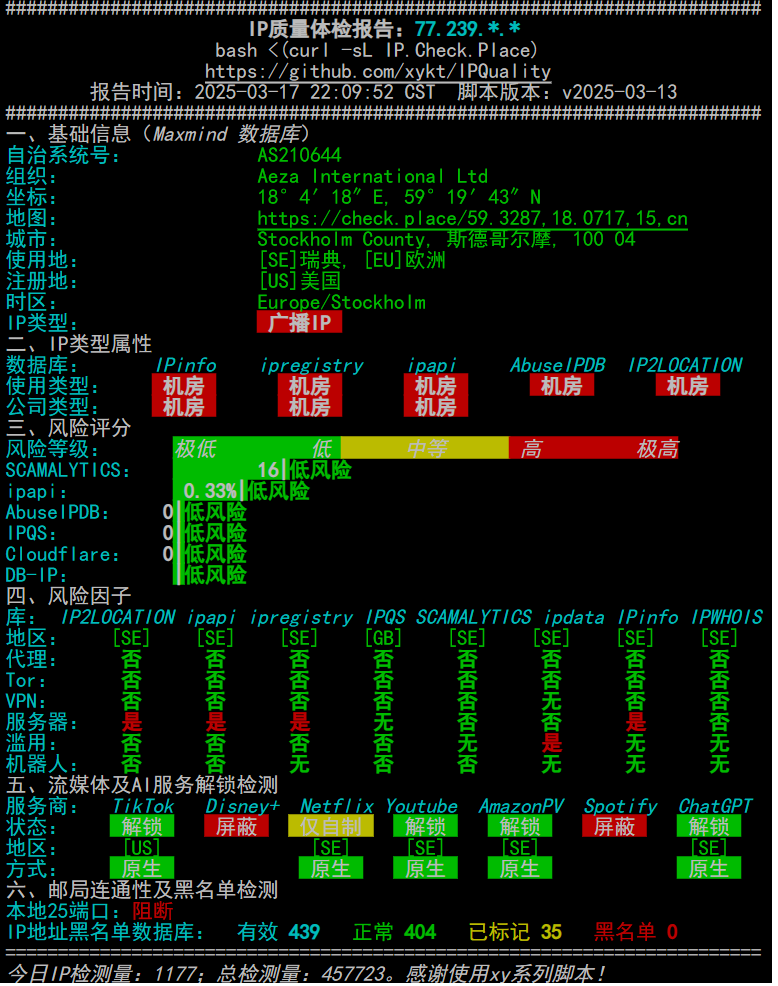 ########################################################################
IP质量体检报告：77.239.*.*
bash <(curl -sL IP.Check.Place)
https://github.com/xykt/IPQuality
报告时间：2025-03-17 22:09:52 CST  脚本版本：v2025-03-13
########################################################################
一、基础信息（Maxmind 数据库）
自治系统号：            AS210644
组织：                  Aeza International Ltd
坐标：                  18°4′18″E, 59°19′43″N
地图：                  https://check.place/59.3287,18.0717,15,cn
城市：                  Stockholm County, 斯德哥尔摩, 100 04
使用地：                [SE]瑞典, [EU]欧洲
注册地：                [US]美国
时区：                  Europe/Stockholm
IP类型：                广播IP
二、IP类型属性
数据库：    IPinfo    ipregistry    ipapi    AbuseIPDB  IP2LOCATION
使用类型：    机房    机房    机房    机房    机房
公司类型：    机房    机房    机房
三、风险评分
风险等级：    极低    低    中等    高    极高
SCAMALYTICS：    16|低风险
ipapi：    0.33%|低风险
AbuseIPDB：    0|低风险
IPQS：    0|低风险
Cloudflare：    0|低风险
DB-IP：    |低风险
四、风险因子
库： IP2LOCATION ipapi ipregistry IPQS SCAMALYTICS ipdata IPinfo IPWHOIS
地区：    [SE]    [SE]    [SE]    [GB]    [SE]    [SE]    [SE]    [SE]
代理：    否    否    否    否    否    否    否    否
Tor：    否    否    否    否    否    否    否    否
VPN：    否    否    否    否    否    无    否    否
服务器：    是    是    是    无    否    否    是    否
滥用：    否    否    否    否    无    是    无    无
机器人：    否    否    无    否    否    无    无    无
五、流媒体及AI服务解锁检测
服务商：  TikTok   Disney+  Netflix Youtube  AmazonPV  Spotify  ChatGPT
状态：    解锁    屏蔽    仅自制    解锁    解锁    屏蔽    解锁
地区：    [US]    [SE]    [SE]    [SE]    [SE]
方式：    原生    原生    原生    原生    原生
六、邮局连通性及黑名单检测
本地25端口：阻断
IP地址黑名单数据库：  有效 439   正常 404   已标记 35   黑名单 0
========================================================================
今日IP检测量：1177；总检测量：457723。感谢使用xy系列脚本！